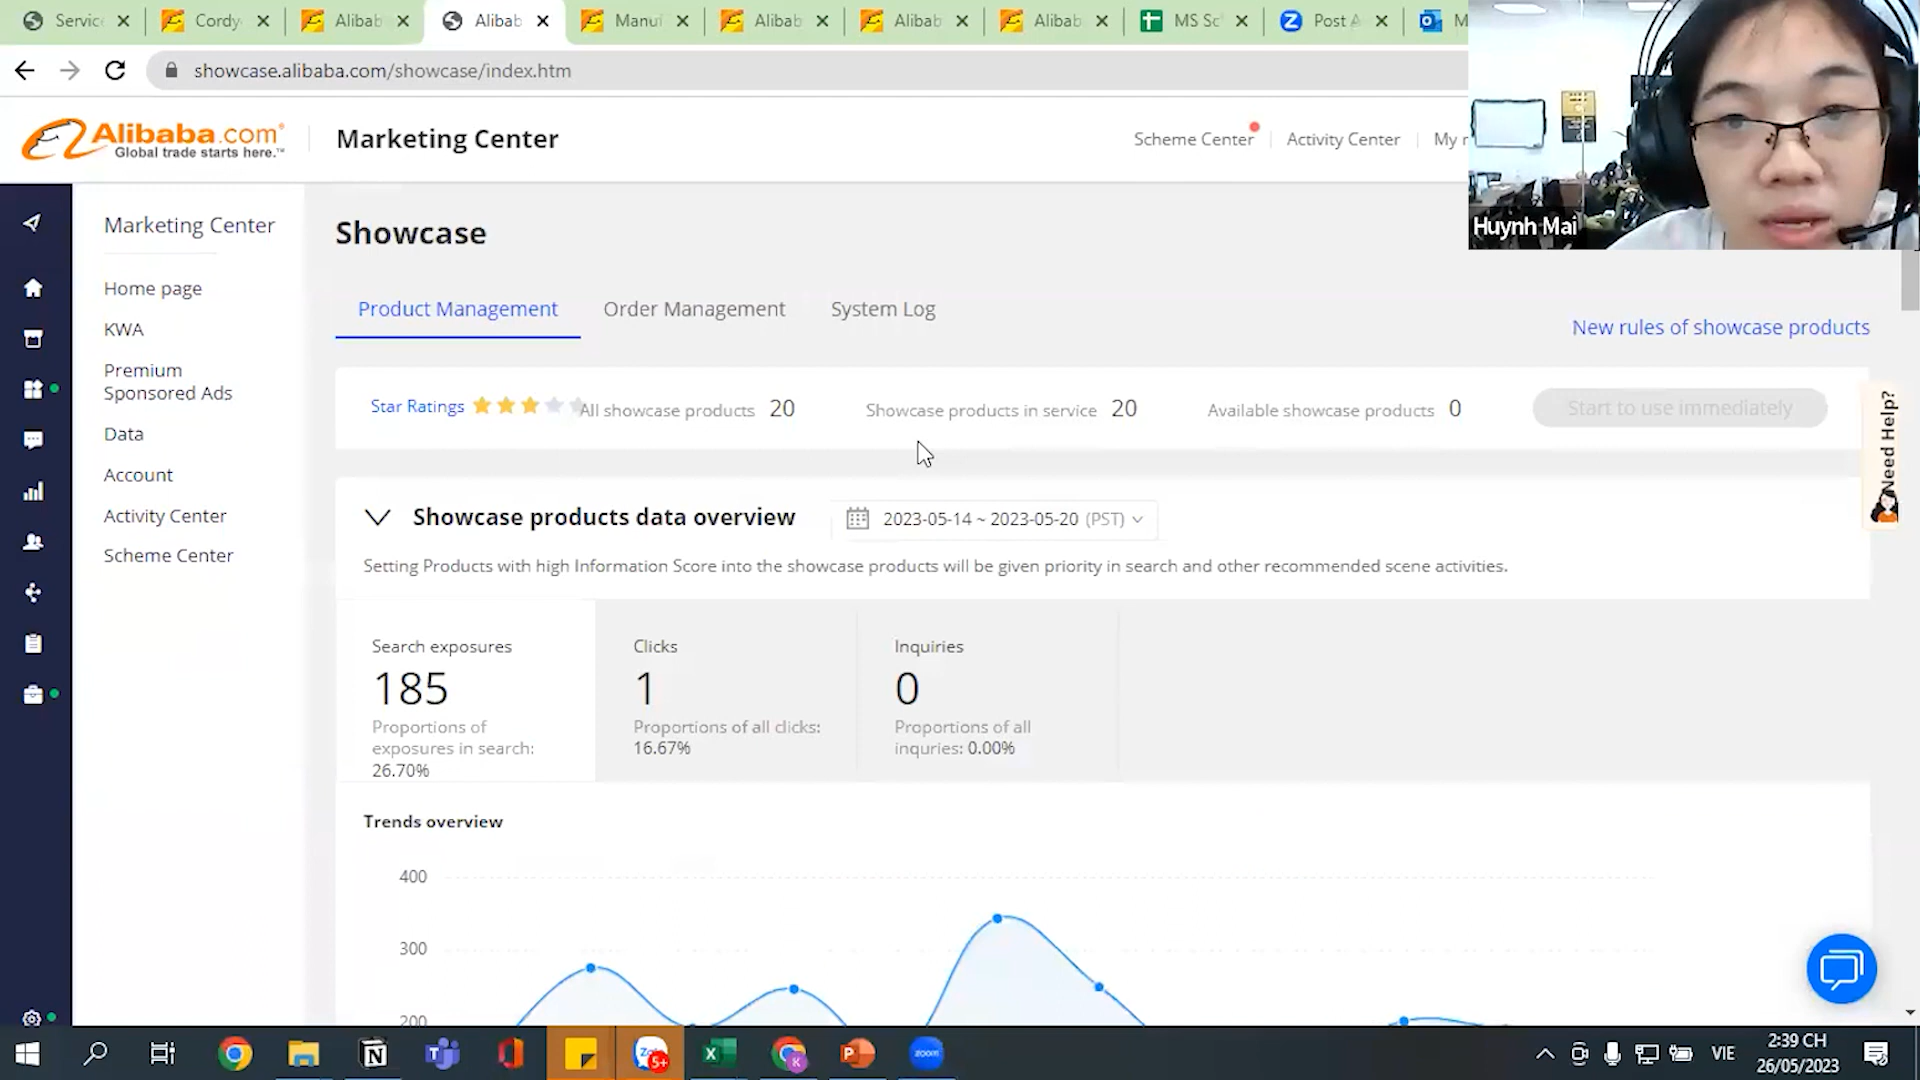 Servic
Cordy
Alibab
Alibab
Manuf
Alibab
Alibab
Alibab
MS Sc
Post A
M
showcase.alibaba.com/showcase/index.htm
Alibaba.com
Global trade starts here.™
Marketing Center
Scheme Center
Activity Center
My r
Huynh Mai
Marketing Center
Home page
KWA
Premium
Sponsored Ads
Data
Account
Activity Center
Scheme Center
Showcase
Product Management
Order Management
System Log
New rules of showcase products
Star Ratings
All showcase products 20
Showcase products in service 20
Available showcase products 0
Start to use immediately
Need Help?
Showcase products data overview
2023-05-14 ~ 2023-05-20 (PST)
Setting Products with high Information Score into the showcase products will be given priority in search and other recommended scene activities.
Search exposures
185
Proportions of
exposures in search:
26.70%
Clicks
1
Proportions of all clicks:
16.67%
Inquiries
0
Proportions of all
inquries: 0.00%
Trends overview
400
300
200
5+
K
zoom
VIE
2:39 CH
26/05/2023